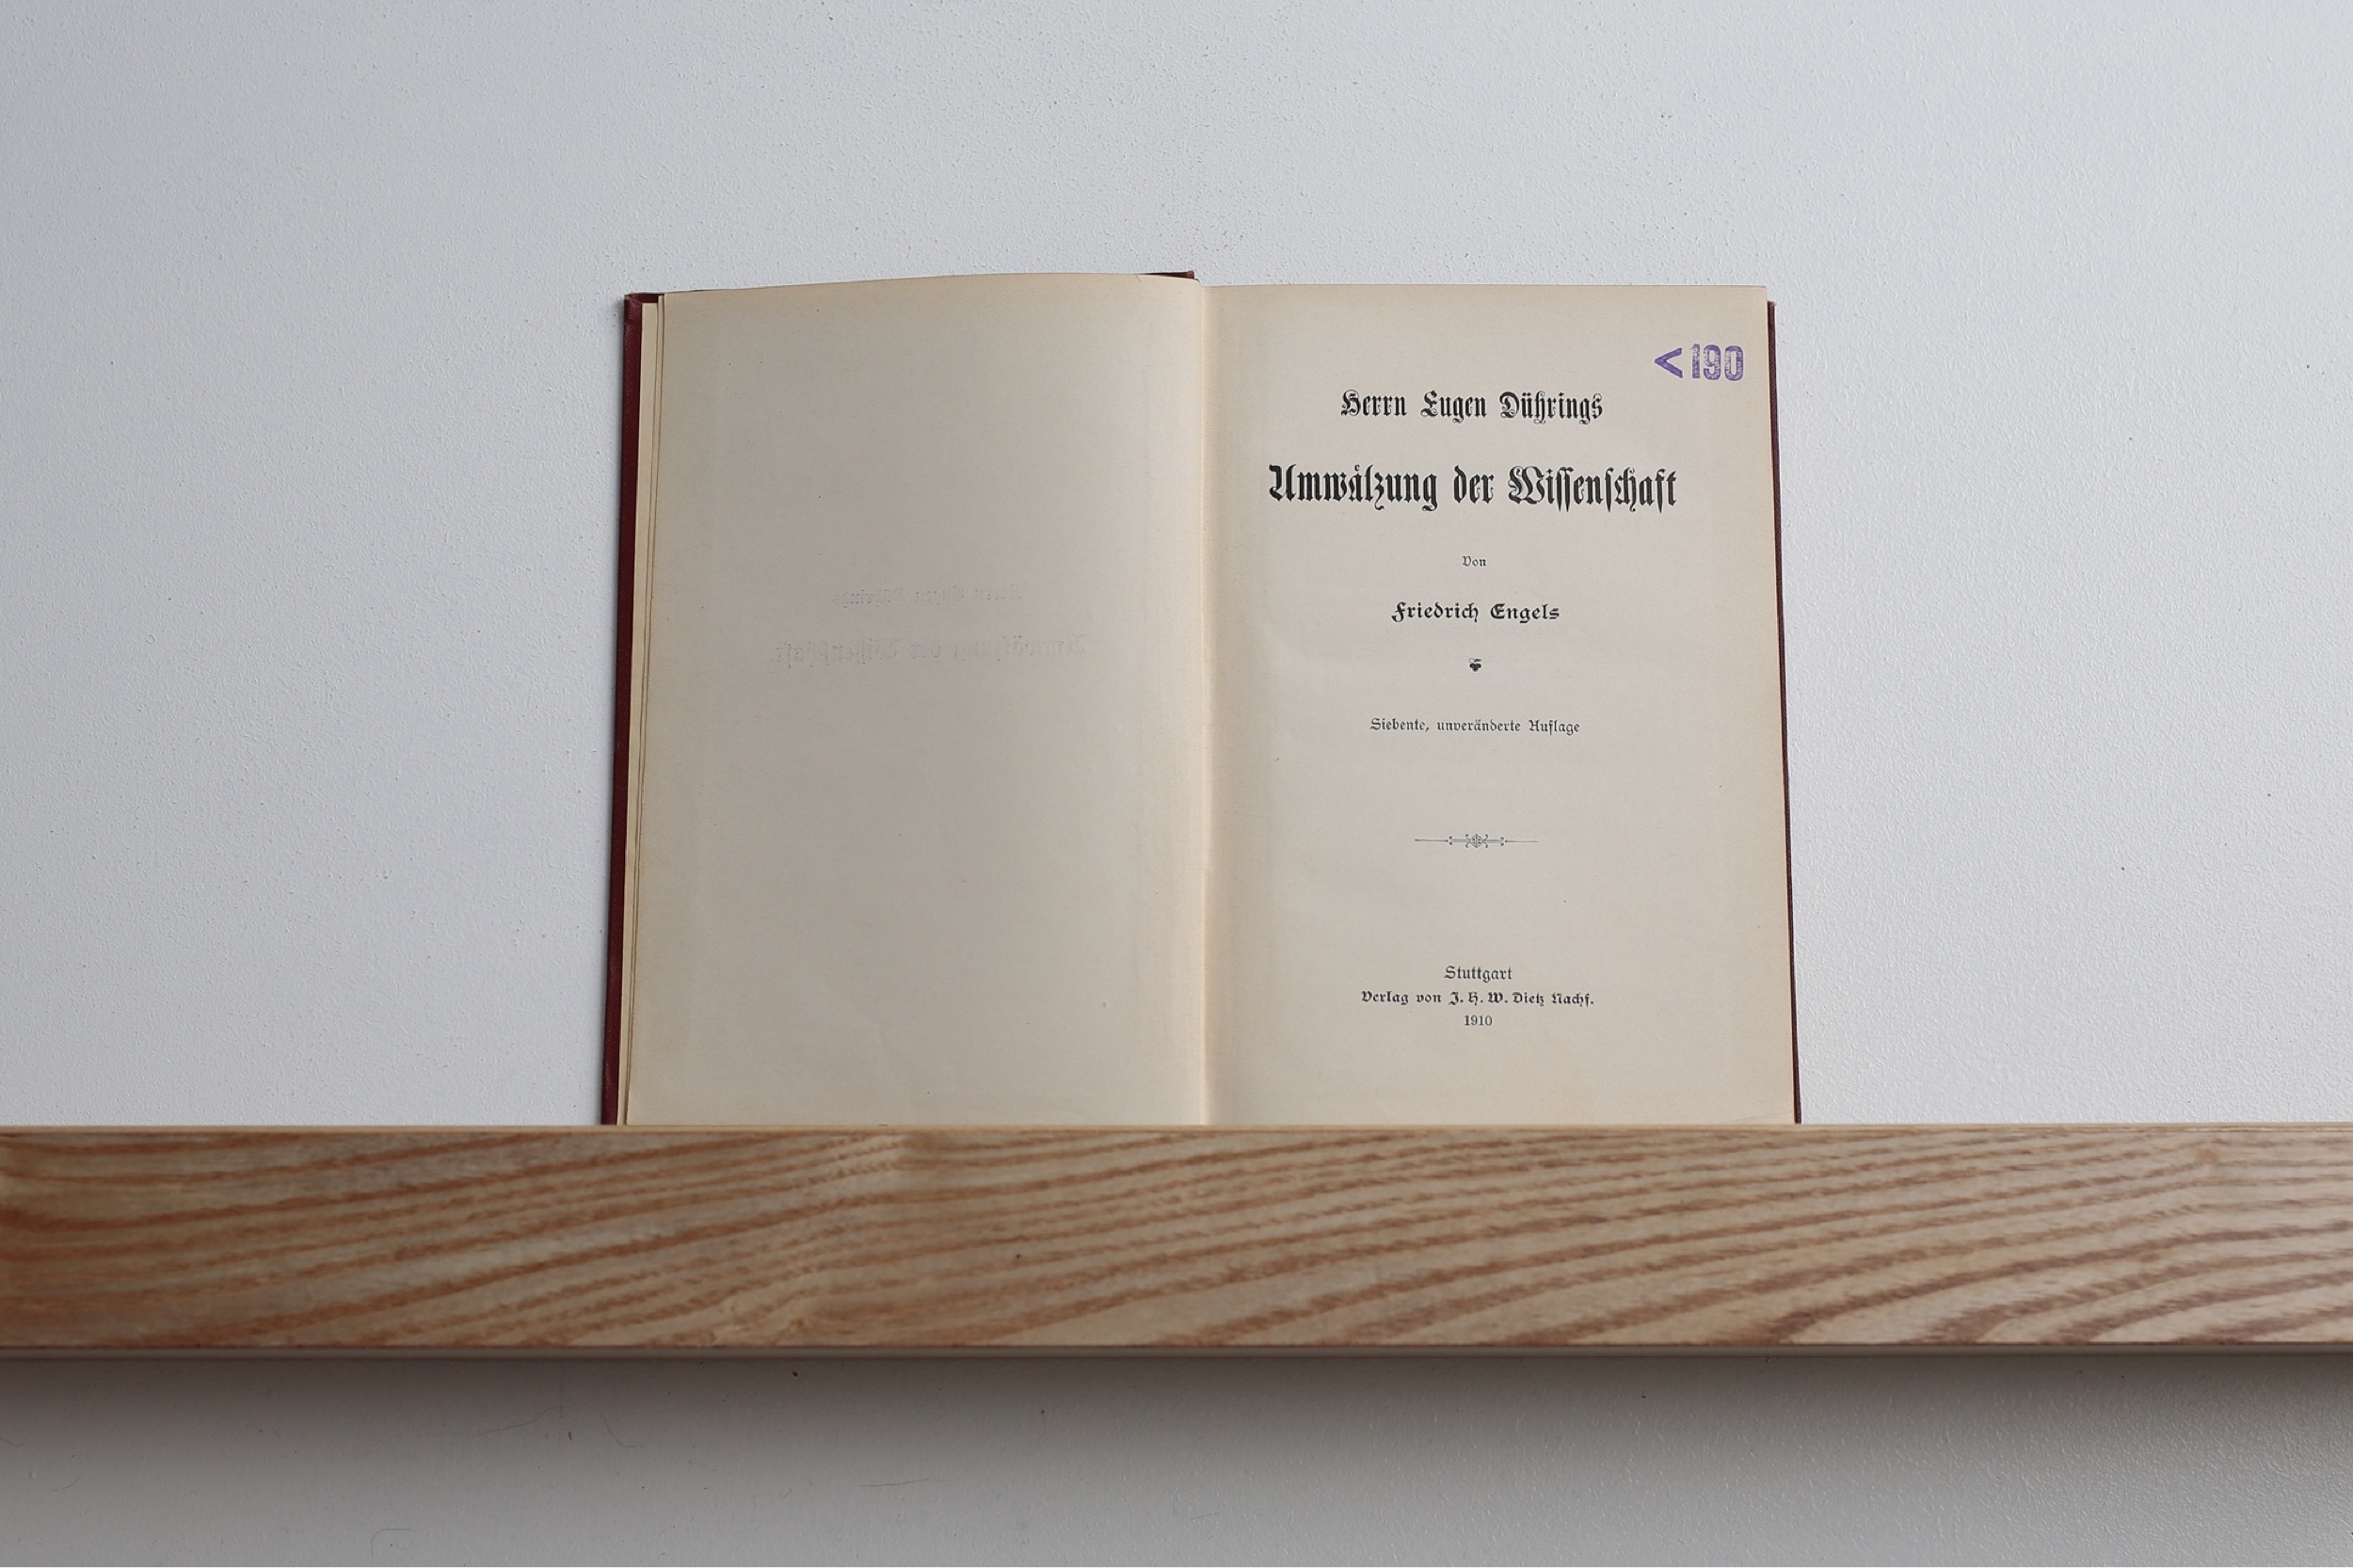 <190
Herrn Eugen Dührings
Umwälzung der Wissenschaft
Von
Friedrich Engels
Siebente, unveränderte Auflage
Stuttgart
Verlag von J. H. W. Dietz Nachf.
1910